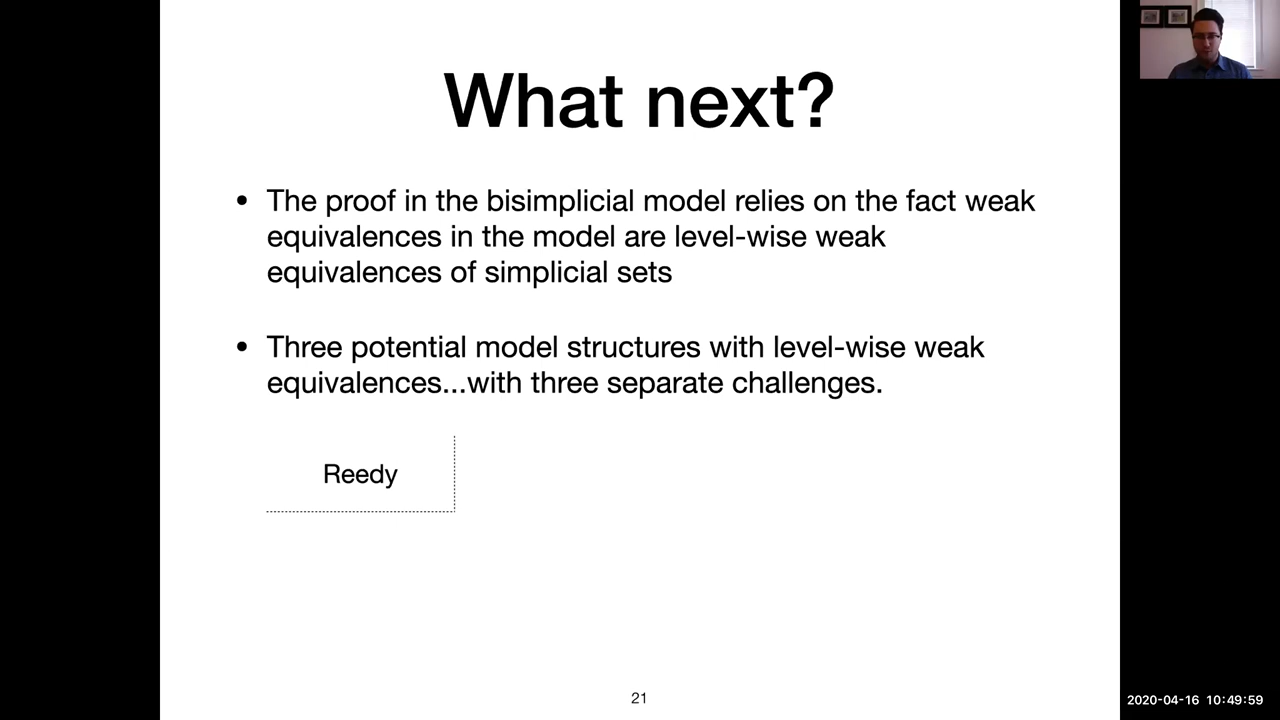 What next?
• The proof in the bisimplicial model relies on the fact weak
equivalences in the model are level-wise weak
equivalences of simplicial sets
• Three potential model structures with level-wise weak
equivalences...with three separate challenges.
Reedy
21
2020-04-16 10:49:59